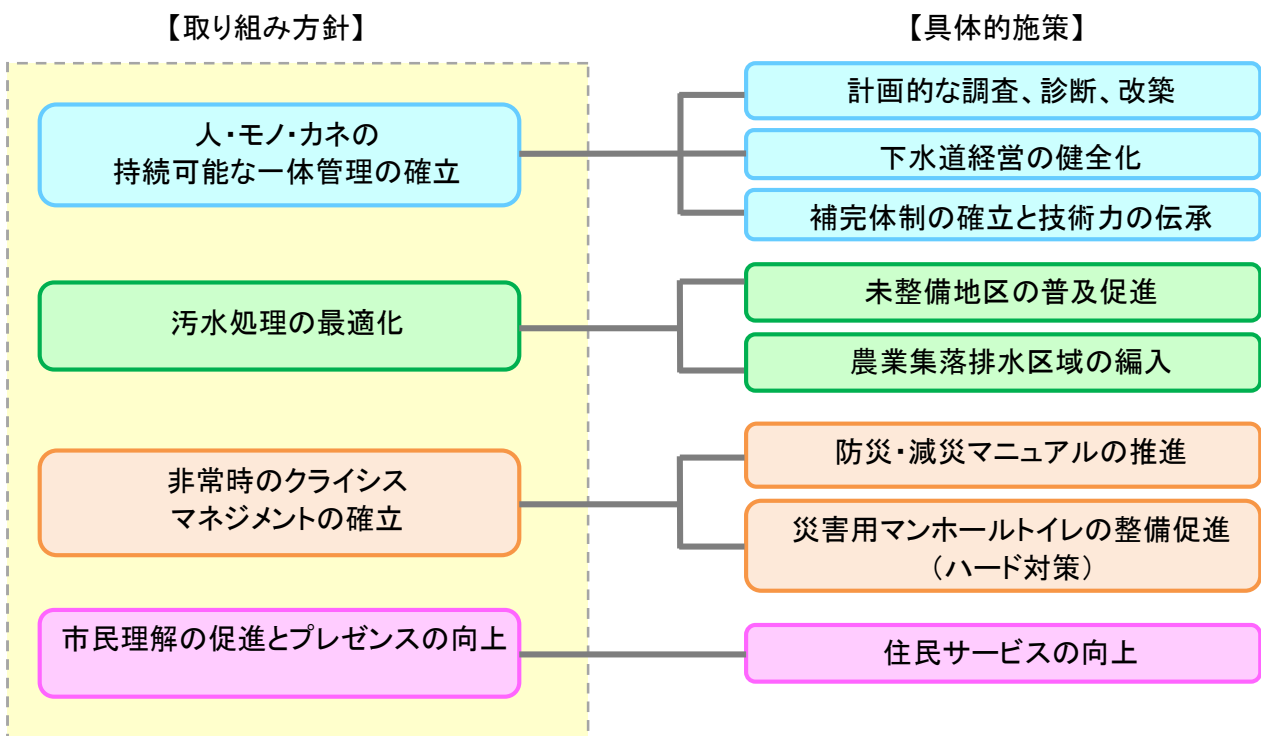 【取り組み方針】
【具体的施策】
人・モノ・カネの
持続可能な一体管理の確立
計画的な調査、診断、改築
下水道経営の健全化
補完体制の確立と技術力の伝承
汚水処理の最適化
未整備地区の普及促進
農業集落排水区域の編入
非常時のクライシス
マネジメントの確立
防災・減災マニュアルの推進
災害用マンホールトイレの整備促進
（ハード対策）
市民理解の促進とプレゼンスの向上
住民サービスの向上